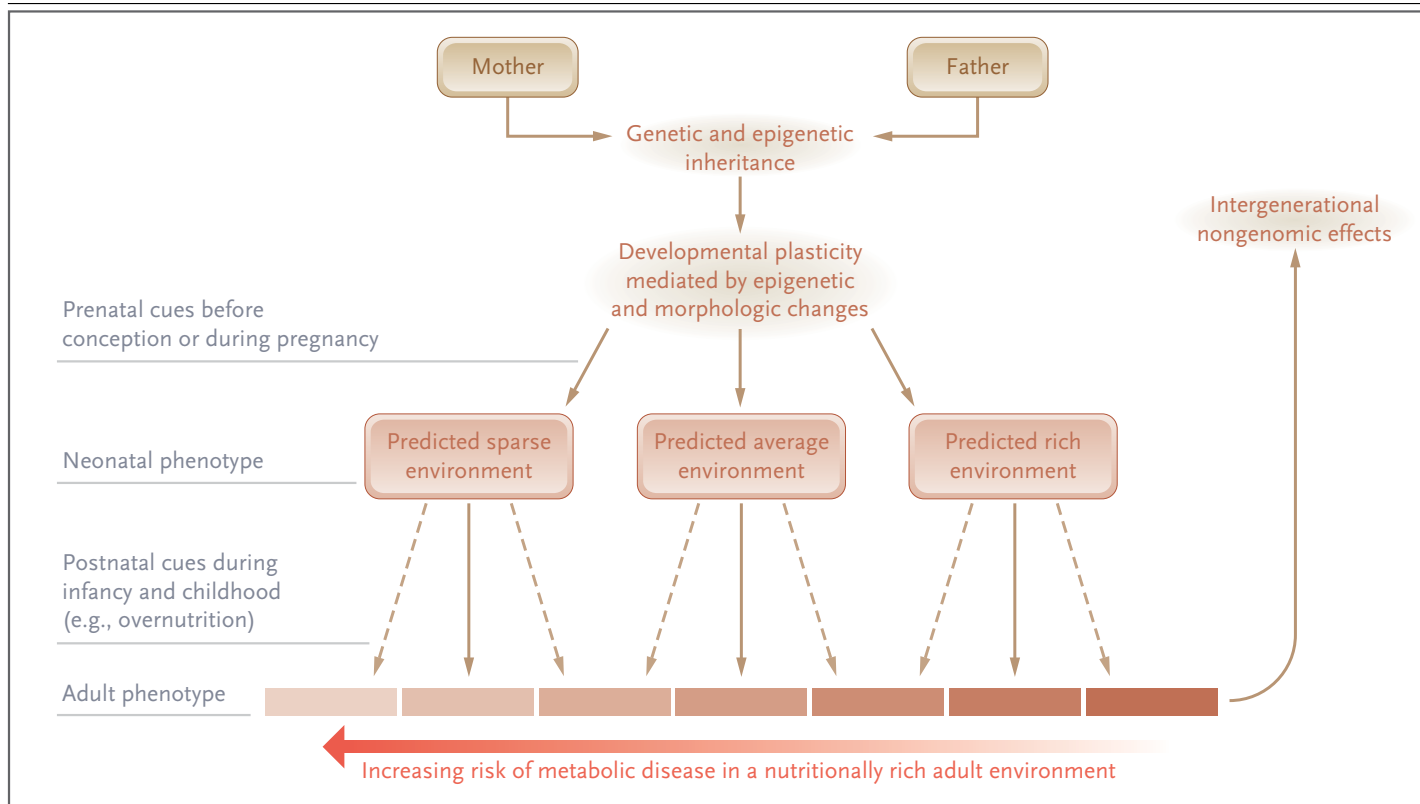 Mother
Father
Genetic and epigenetic
inheritance
Intergenerational
nongenomic effects
Developmental plasticity
mediated by epigenetic
and morphologic changes
Prenatal cues before
conception or during pregnancy
Neonatal phenotype
Predicted sparse
environment
Predicted average
environment
Predicted rich
environment
Postnatal cues during
infancy and childhood
(e.g., overnutrition)
Adult phenotype
Increasing risk of metabolic disease in a nutritionally rich adult environment